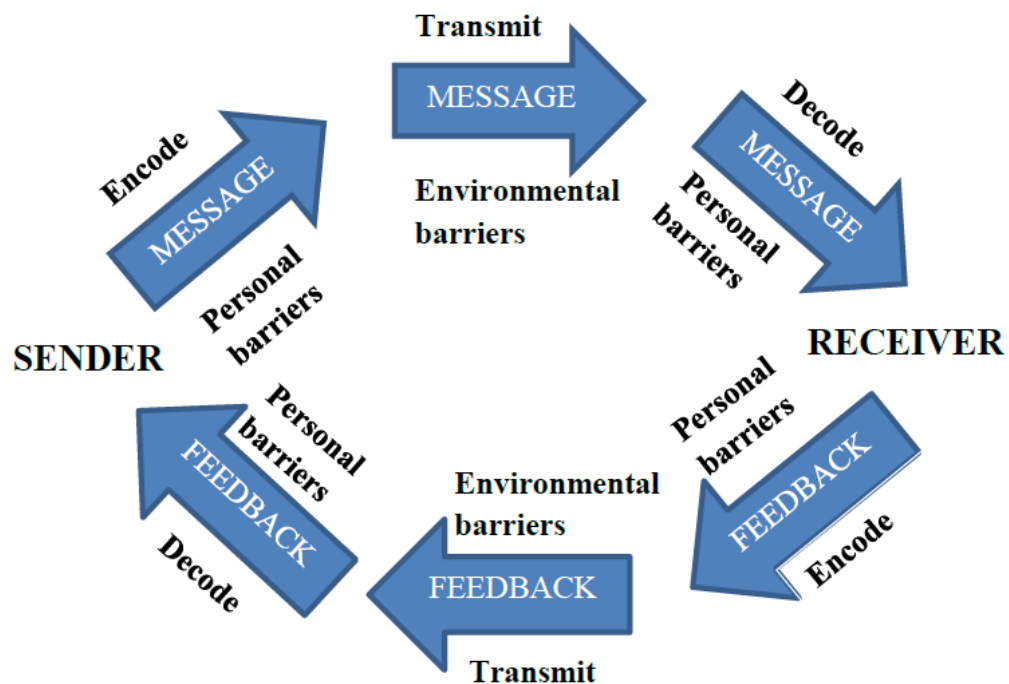 Transmit
MESSAGE
Environmental
barriers
Encode
MESSAGE
Personal
barriers
Decode
MESSAGE
Personal
barriers
SENDER
RECEIVER
Personal
barriers
FEEDBACK
Decode
Environmental
barriers
FEEDBACK
Transmit
Personal
barriers
FEEDBACK
Encode